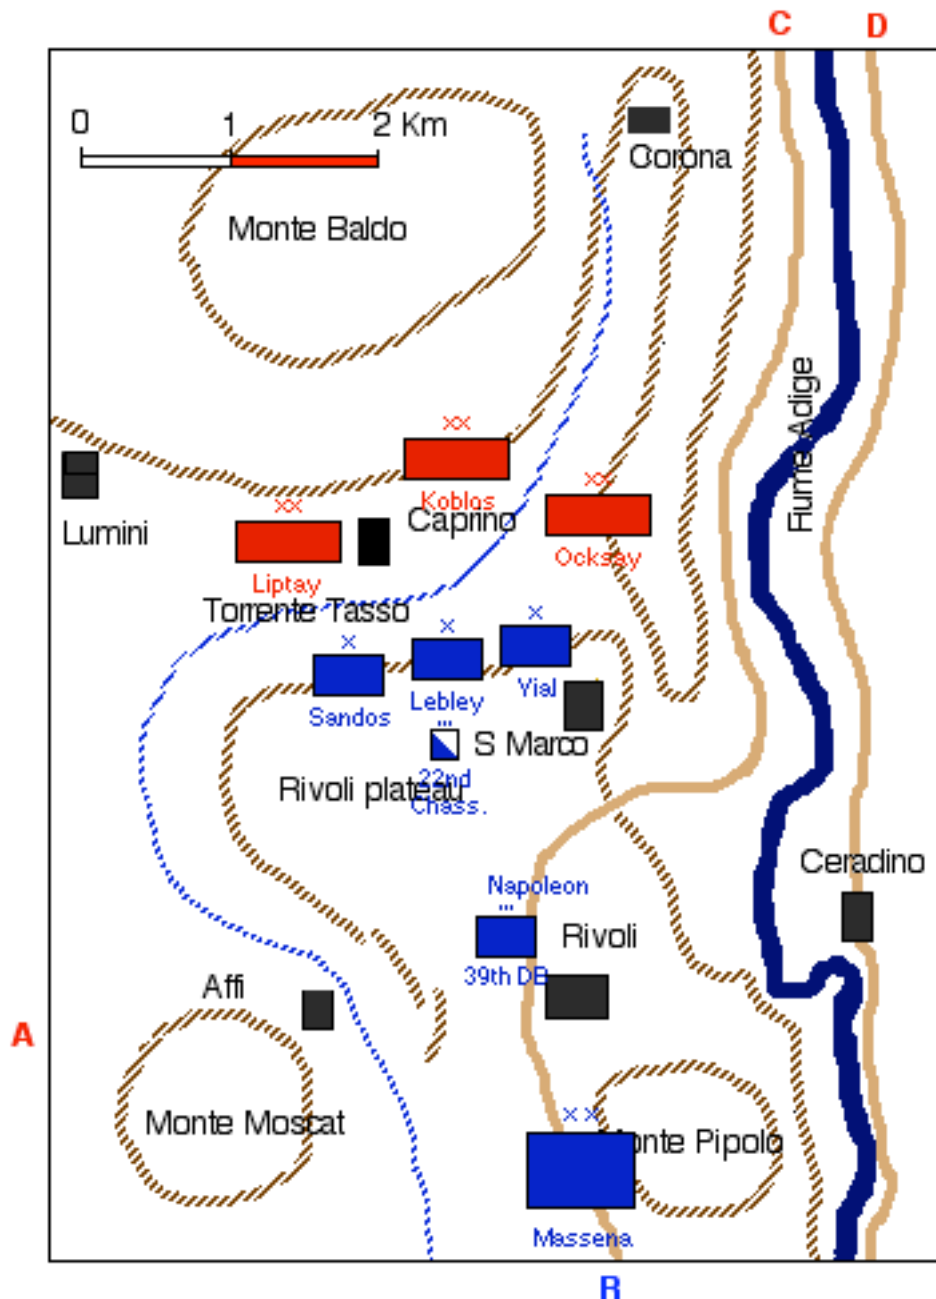 C D
0 1 2 Km
Corona
Monte Baldo
Fiume Adige
XX
Koblos
XX
XX
Caprino
Lumini
Ocksay
Liptay
Torrente Tasso
X
X
X
Vial
Lebley
Sandos
...
S Marco
22nd
Rivoli plateau
Chass.
Ceradino
Napoleon
...
Rivoli
39th DB
Affi
A
XX
Monte Moscat
Monte Pipolo
Massena
R